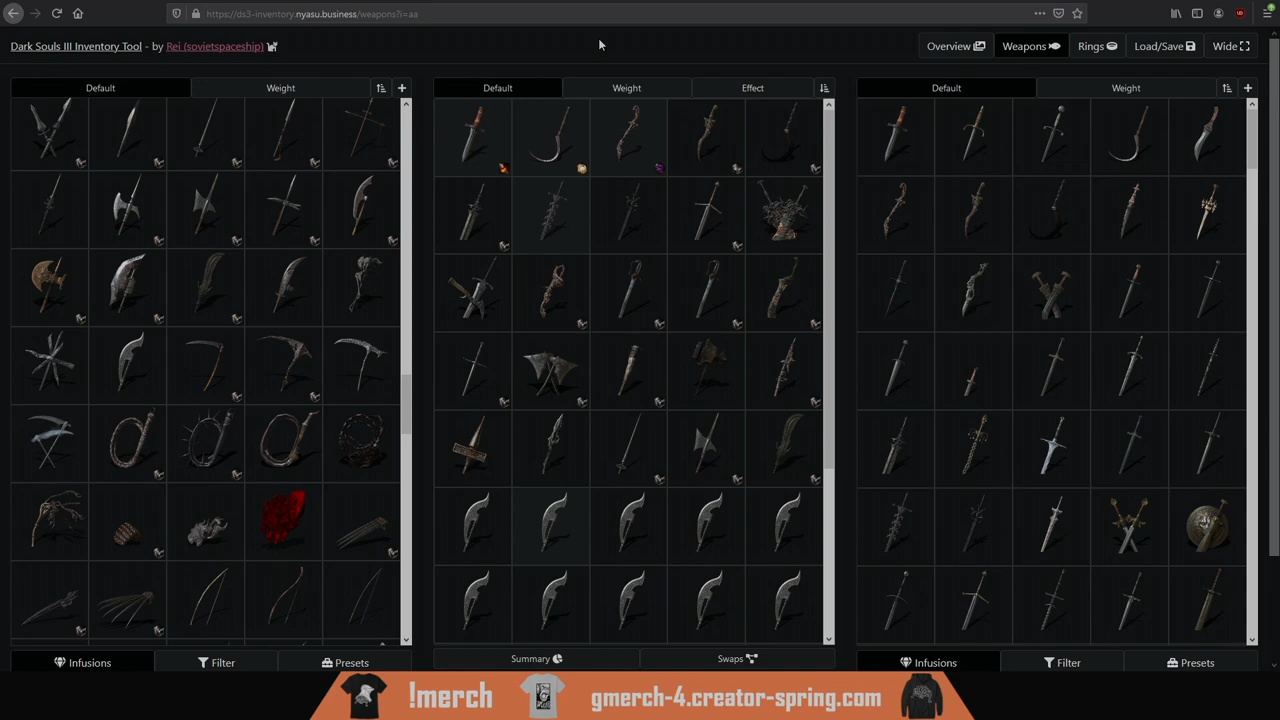 https://ds3-inventory.nyasu.business/weapons?i=aa
Dark Souls III Inventory Tool - by Rei (sovietspaceship)
Overview
Weapons
Rings
Load/Save
Wide
Default
Weight
Default
Weight
Effect
Default
Weight
Infusions
Filter
Presets
Summary
Swaps
Infusions
Filter
Presets
!merch
gmerch-4.creator-spring.com